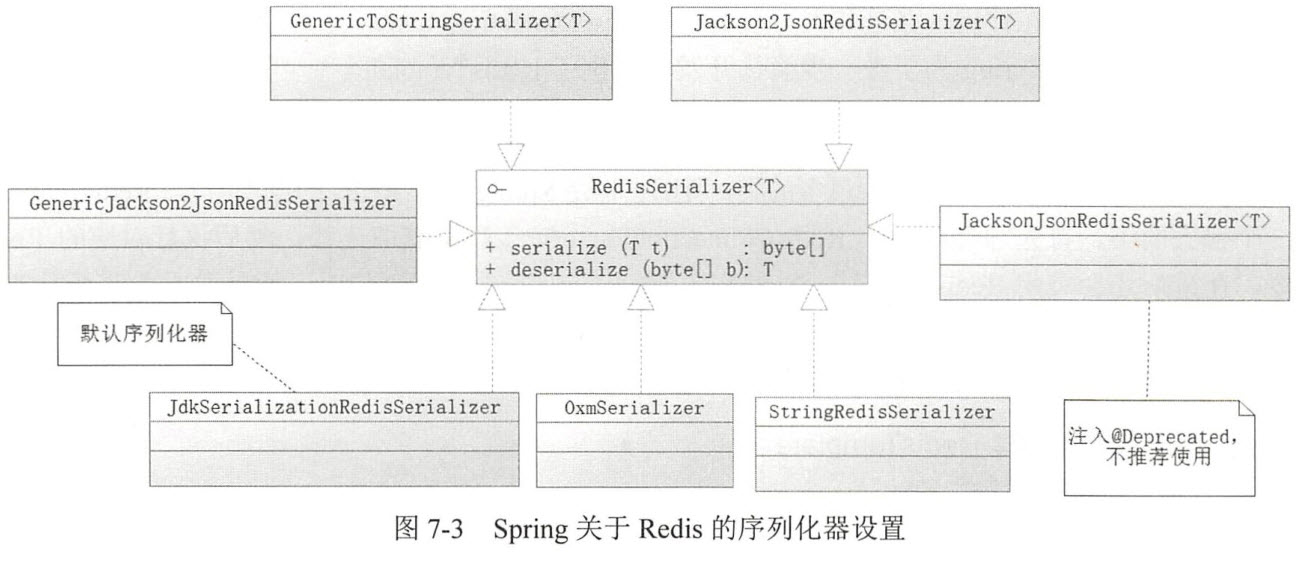 GenericToStringSerializer<T>
Jackson2JsonRedisSerializer<T>
RedisSerializer<T>
+ serialize (T t) : byte[]
+ deserialize (byte[] b): T
GenericJackson2JsonRedisSerializer
JacksonJsonRedisSerializer<T>
默认序列化器
JdkSerializationRedisSerializer
OxmSerializer
StringRedisSerializer
注入@Deprecated，
不推荐使用
图 7-3 Spring 关于 Redis 的序列化器设置